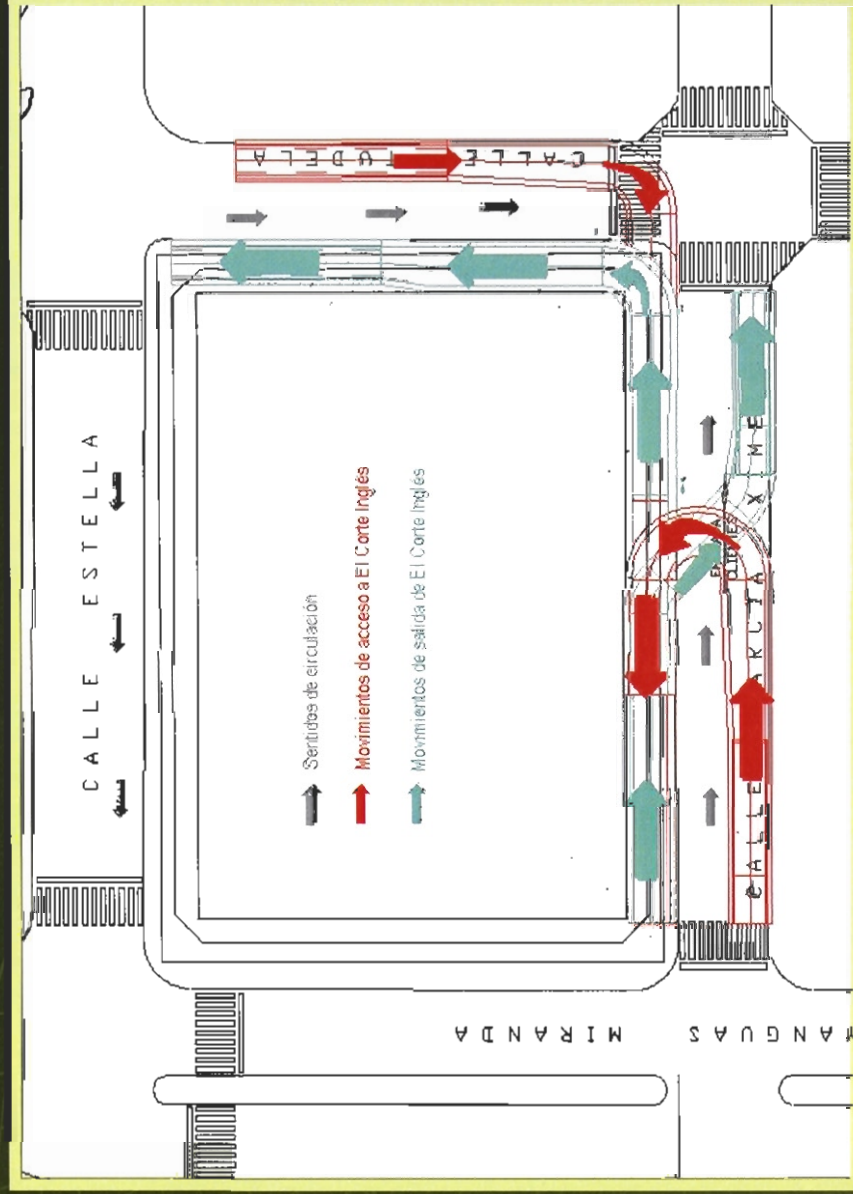 CALLE ESTELLA
CALLE TUDELA
Sentidos de circulación
Movimientos de acceso a El Corte Inglés
Movimientos de salida de El Corte Inglés
CALLE
MIRANDA